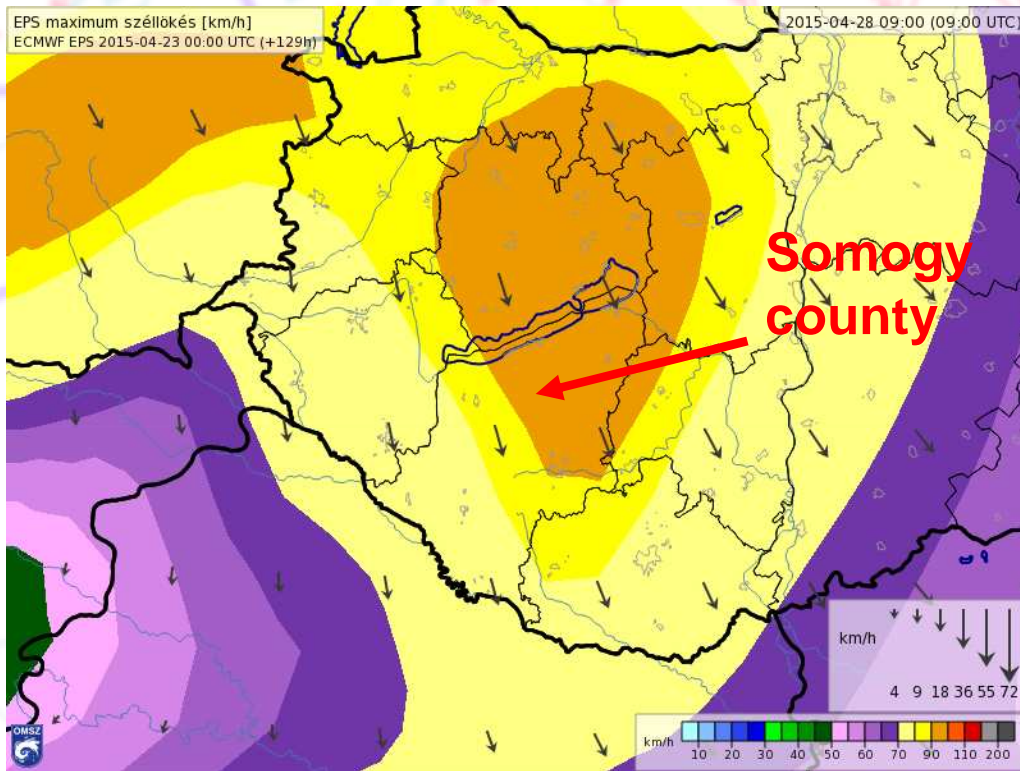 EPS maximum széllökés [km/h]
ECMWF EPS 2015-04-23 00:00 UTC (+129h)
2015-04-28 09:00 (09:00 UTC)
Somogy
county
km/h
4 9 18 36 55 72
OMSZ
km/h
10 20 30 40 50 60 70 90 110 200